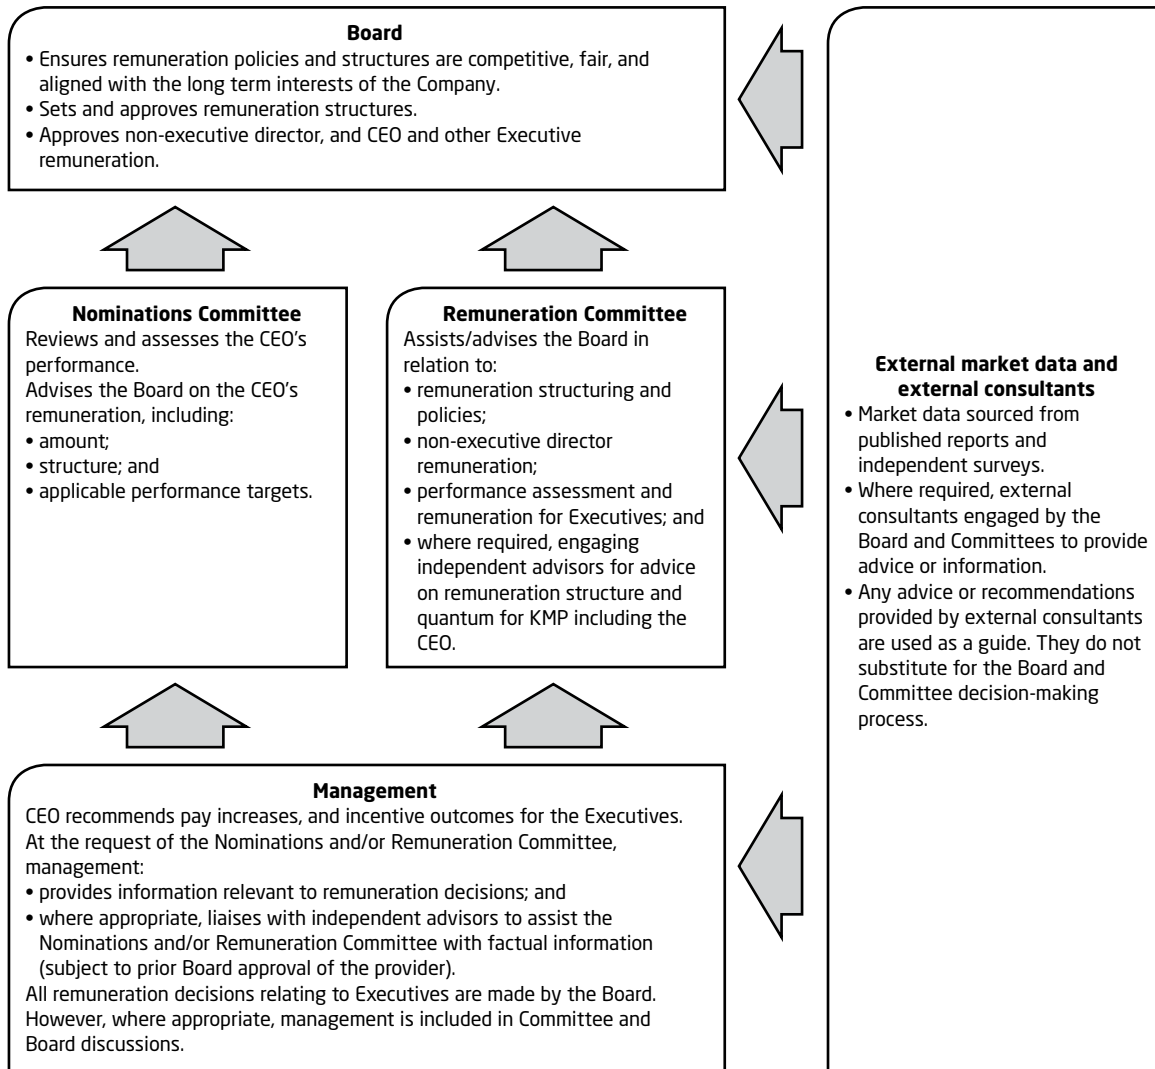 Board
• Ensures remuneration policies and structures are competitive, fair, and
aligned with the long term interests of the Company.
• Sets and approves remuneration structures.
• Approves non-executive director, and CEO and other Executive
remuneration.
Nominations Committee
Reviews and assesses the CEO's
performance.
Advises the Board on the CEO's
remuneration, including:
• amount;
• structure; and
• applicable performance targets.
Remuneration Committee
Assists/advises the Board in
relation to:
• remuneration structuring and
policies;
• non-executive director
remuneration;
• performance assessment and
remuneration for Executives; and
• where required, engaging
independent advisors for advice
on remuneration structure and
quantum for KMP including the
CEO.
External market data and
external consultants
• Market data sourced from
published reports and
independent surveys.
• Where required, external
consultants engaged by the
Board and Committees to provide
advice or information.
• Any advice or recommendations
provided by external consultants
are used as a guide. They do not
substitute for the Board and
Committee decision-making
process.
Management
CEO recommends pay increases, and incentive outcomes for the Executives.
At the request of the Nominations and/or Remuneration Committee,
management:
• provides information relevant to remuneration decisions; and
• where appropriate, liaises with independent advisors to assist the
Nominations and/or Remuneration Committee with factual information
(subject to prior Board approval of the provider).
All remuneration decisions relating to Executives are made by the Board.
However, where appropriate, management is included in Committee and
Board discussions.